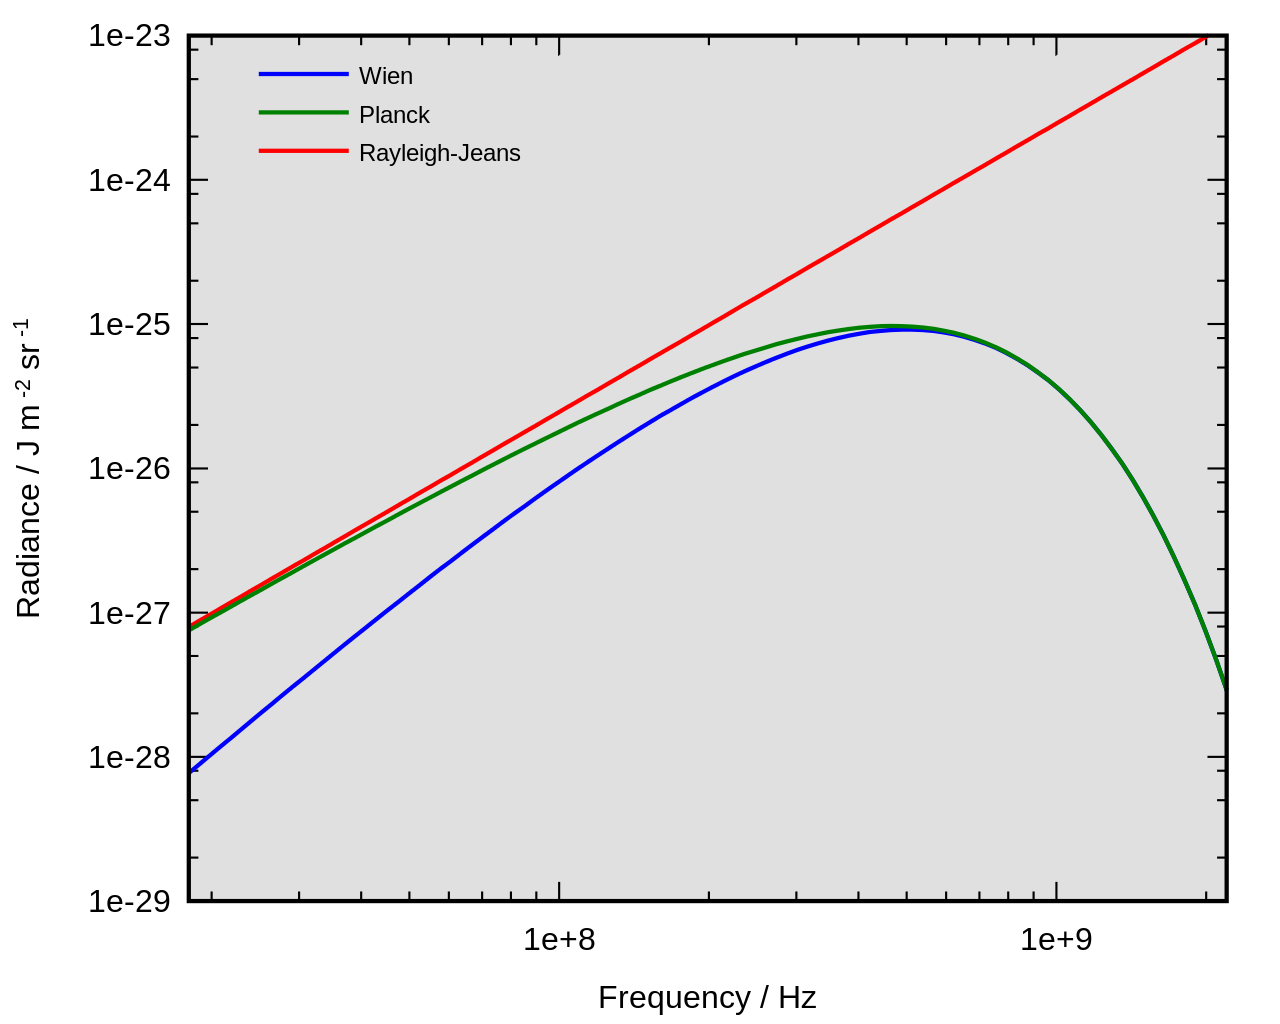 1e-23
Wien
Planck
Rayleigh-Jeans
1e-24
1e-25
1e-26
1e-27
1e-28
1e-29
Radiance / J m⁻² sr⁻¹
1e+8 1e+9
Frequency / Hz